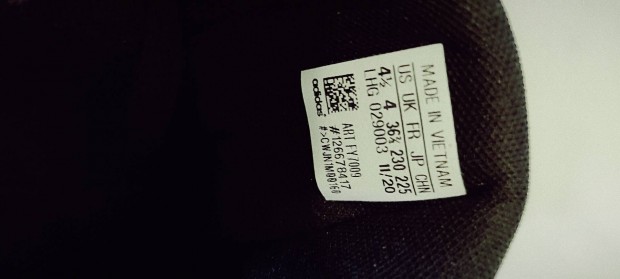 MADE IN VIETNAM
US UK FR JP CHN
4½ 4 36⅔ 230 225
LHG 029003 11/20
ART FY7009
#126678417
adidas